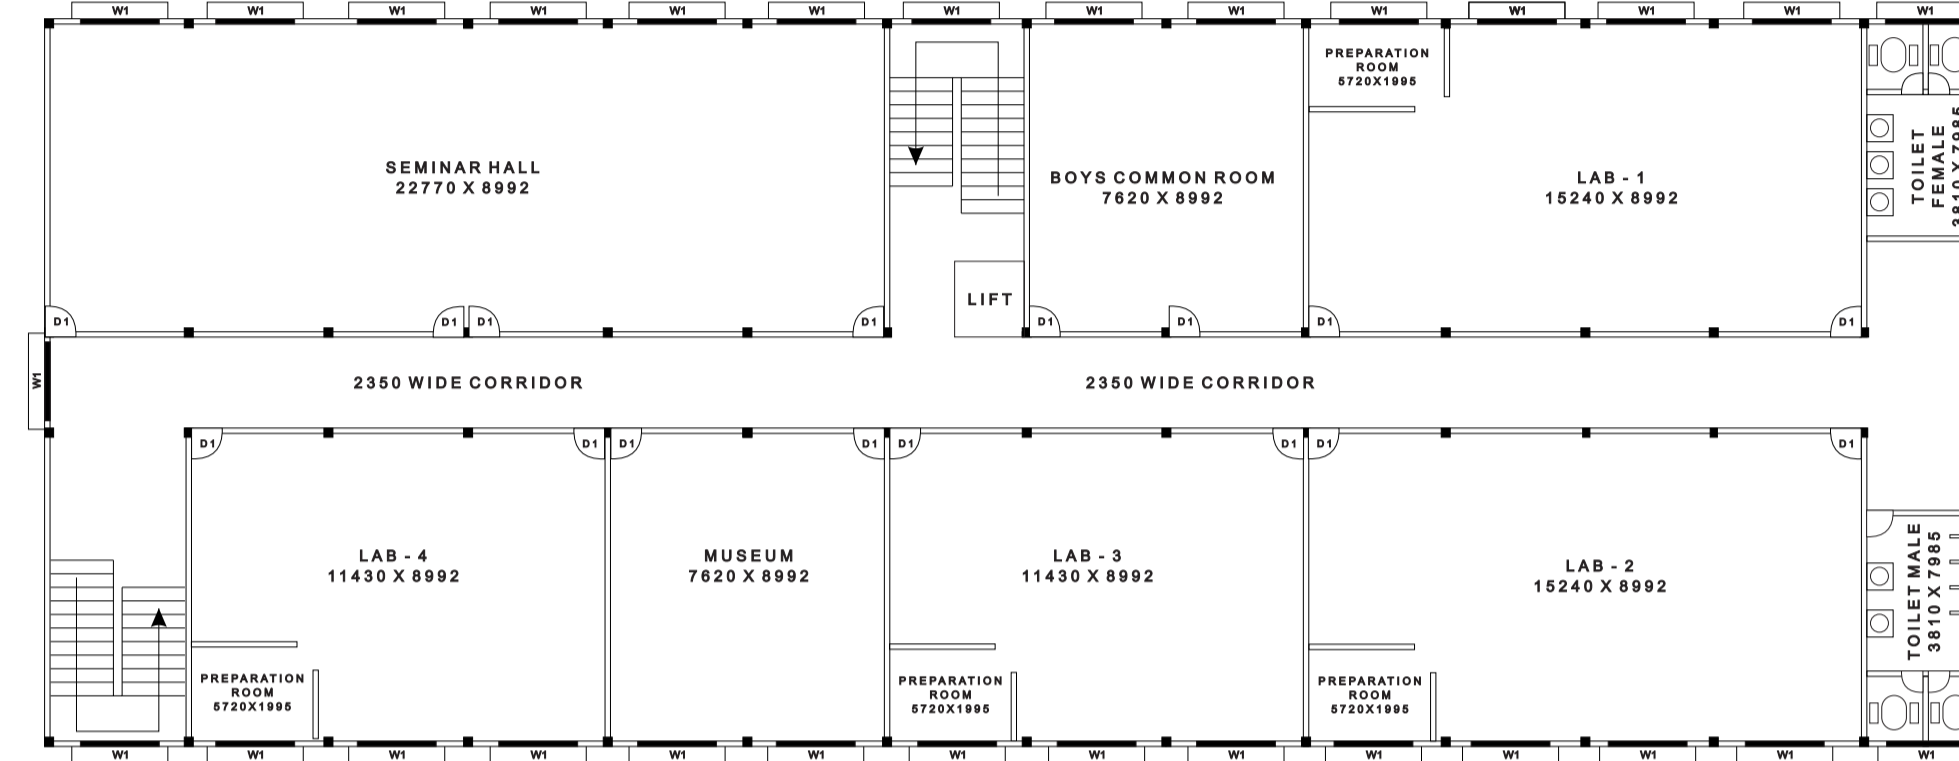 W1
W1
W1
W1
W1
W1
W1
W1
W1
W1
W1
W1
W1
W1
PREPARATION
ROOM
5720X1995
SEMINAR HALL
22770 X 8992
BOYS COMMON ROOM
7620 X 8992
LAB - 1
15240 X 8992
TOILET
FEMALE
3810 X 7985
LIFT
D1
D1
D1
D1
D1
D1
D1
D1
W1
2350 WIDE CORRIDOR
2350 WIDE CORRIDOR
D1
D1
D1
D1
D1
D1
D1
D1
LAB - 4
11430 X 8992
MUSEUM
7620 X 8992
LAB - 3
11430 X 8992
LAB - 2
15240 X 8992
TOILET MALE
3810 X 7985
PREPARATION
ROOM
5720X1995
PREPARATION
ROOM
5720X1995
PREPARATION
ROOM
5720X1995
W1
W1
W1
W1
W1
W1
W1
W1
W1
W1
W1
W1
W1
W1